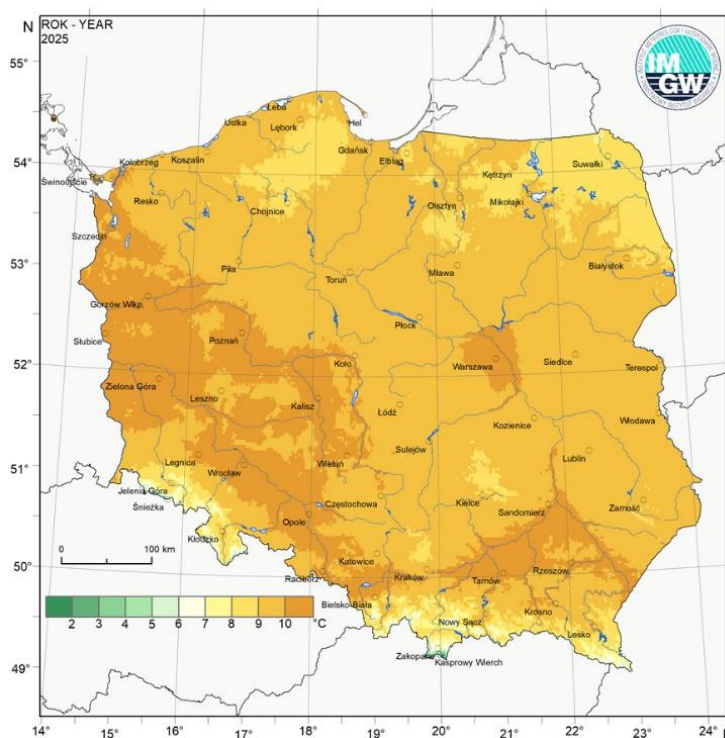 N
ROK - YEAR
2025
IM
GW
55°
Łeba
Ustka
Lębork
Hel
Gdańsk
Elbląg
Suwałki
54°
Kołobrzeg
Koszalin
Kętrzyn
Świnoujście
Resko
Olsztyn
Mikołajki
Chojnice
Szczecin
53°
Piła
Toruń
Mława
Białystok
Gorzów Wlkp.
Płock
Słubice
Poznań
Koło
Warszawa
Siedlce
Terespol
52°
Zielona Góra
Leszno
Kalisz
Łódź
Kozienice
Włodawa
Sulejów
51°
Legnica
Wrocław
Wieluń
Lublin
Jelenia Góra
Śnieżka
Częstochowa
Kielce
Sandomierz
Zamość
Opole
Kłodzko
0 100 km
50°
Racibórz
Katowice
Kraków
Tarnów
Rzeszów
Bielsko-Biała
Nowy Sącz
Krosno
Lesko
2 3 4 5 6 7 8 9 10 °C
49°
Zakopane
Kasprowy Wierch
14° 15° 16° 17° 18° 19° 20° 21° 22° 23° 24°